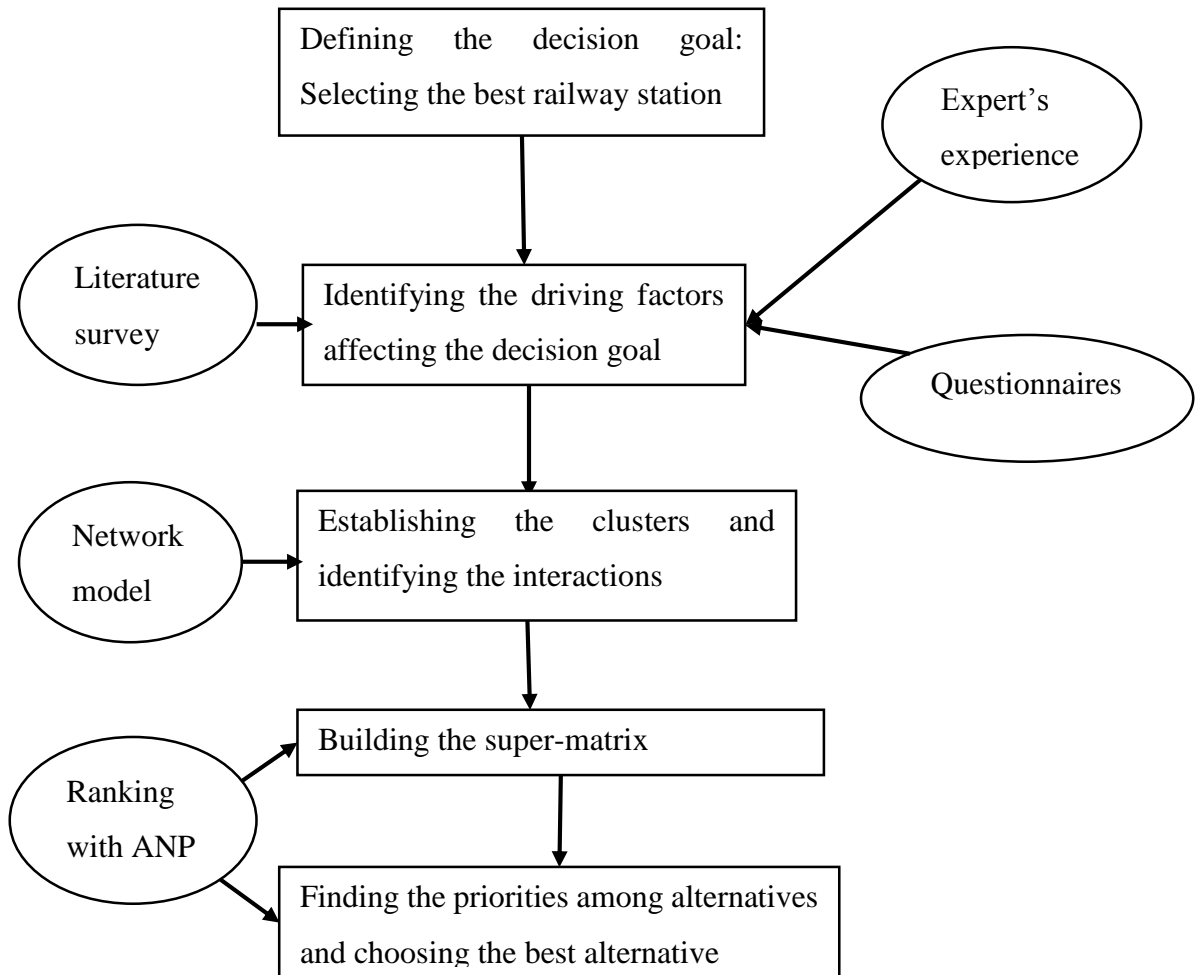 Defining the decision goal:
Selecting the best railway station
Expert’s
experience
Literature
survey
Identifying the driving factors
affecting the decision goal
Questionnaires
Network
model
Establishing the clusters and
identifying the interactions
Building the super-matrix
Ranking
with ANP
Finding the priorities among alternatives
and choosing the best alternative